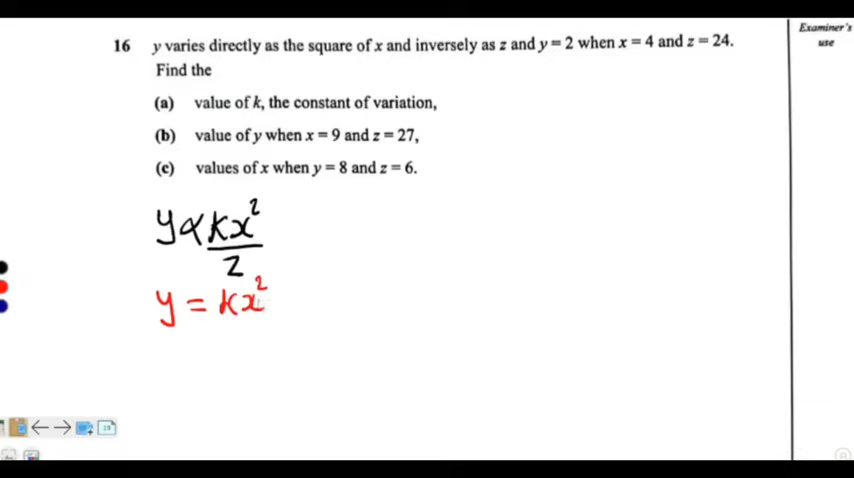 Examiner's
use
16 y varies directly as the square of x and inversely as z and y = 2 when x = 4 and z = 24.
Find the
(a) value of k, the constant of variation,
(b) value of y when x = 9 and z = 27,
(c) values of x when y = 8 and z = 6.
y ∝ kx²
z
y = kx²